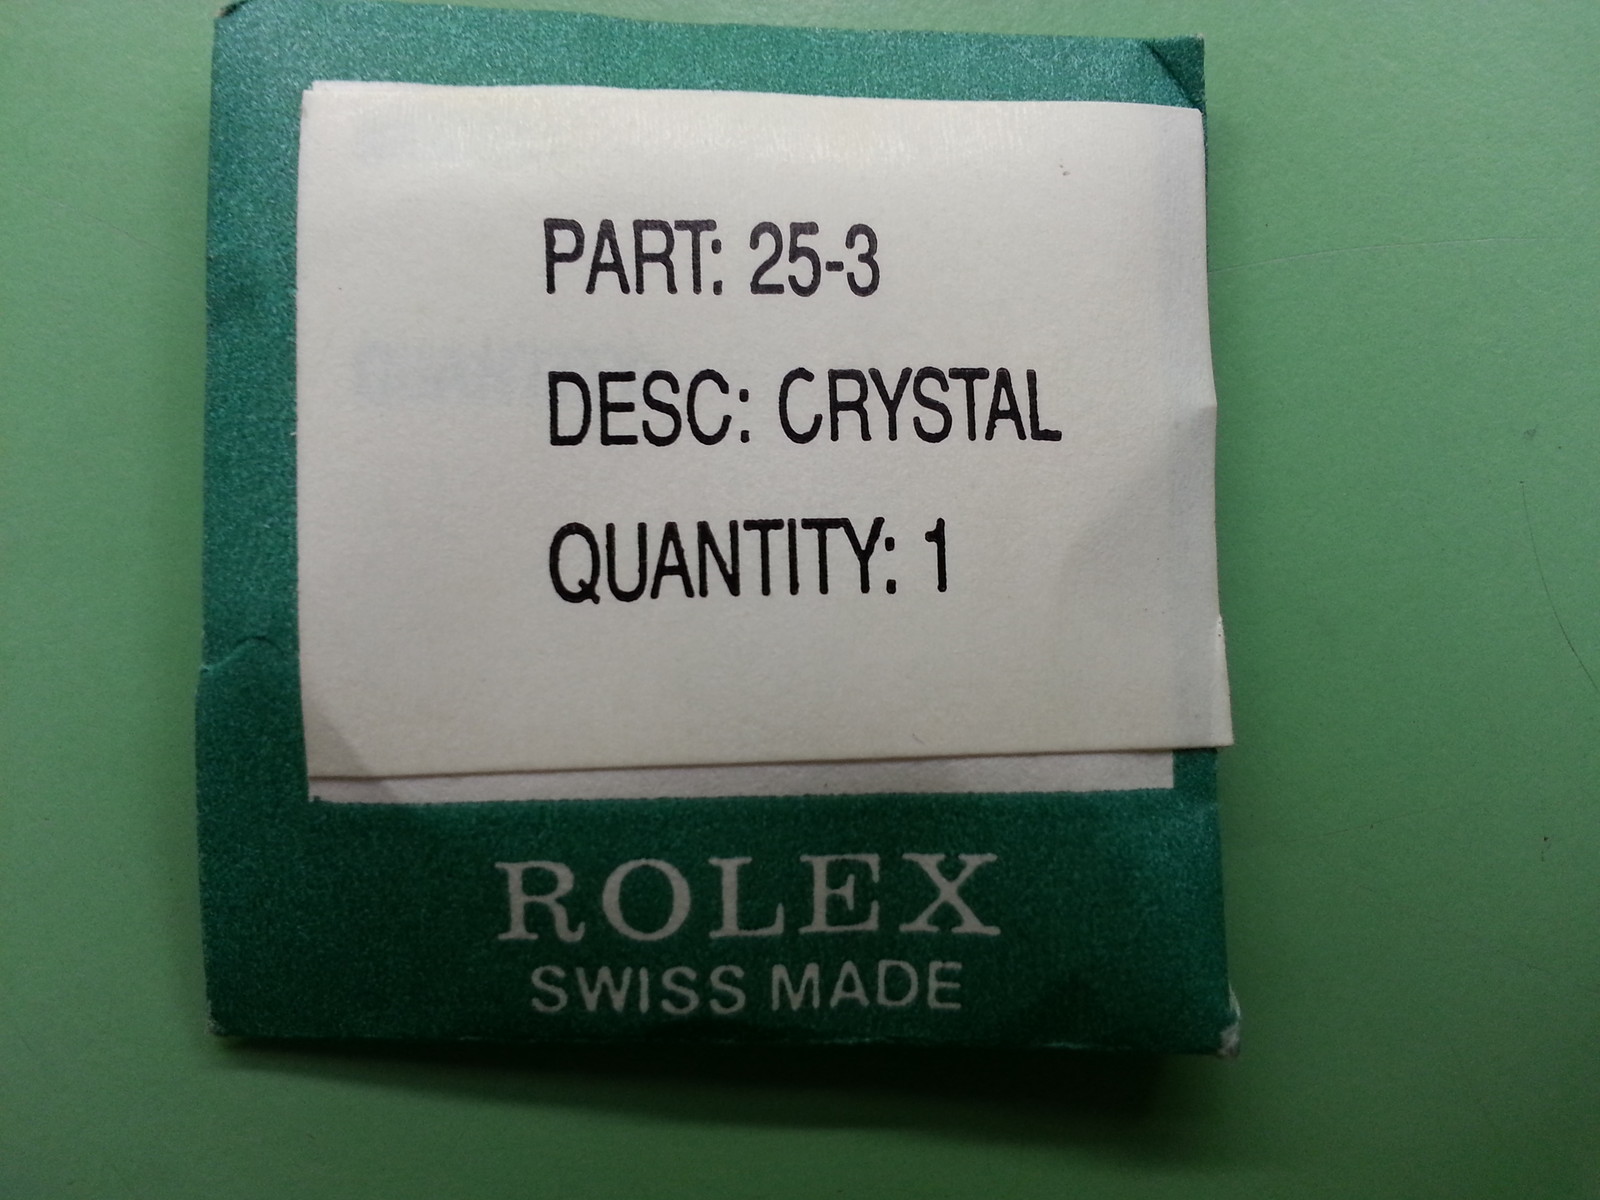 PART: 25-3
DESC: CRYSTAL
QUANTITY: 1
ROLEX
SWISS MADE